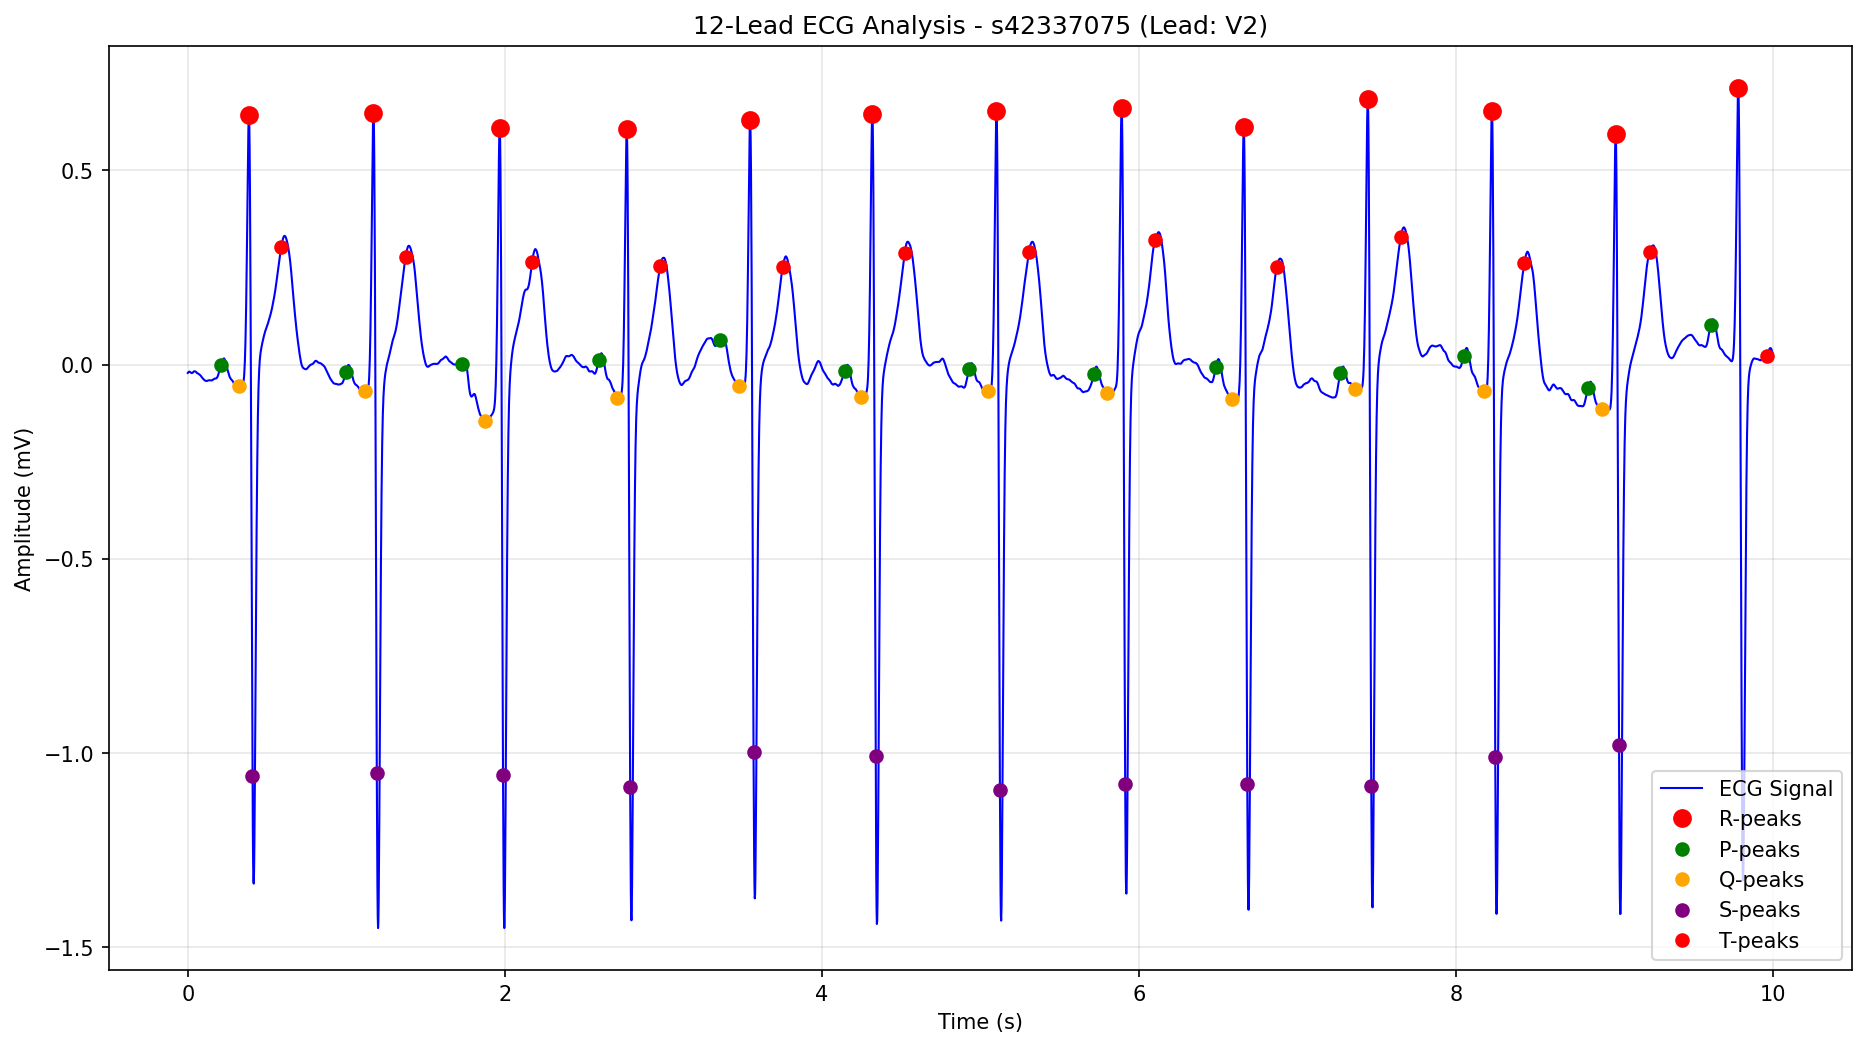 12-Lead ECG Analysis - s42337075 (Lead: V2)
Amplitude (mV)
0.5
0.0
−0.5
−1.0
−1.5
0 2 4 6 8 10
Time (s)
ECG Signal
R-peaks
P-peaks
Q-peaks
S-peaks
T-peaks